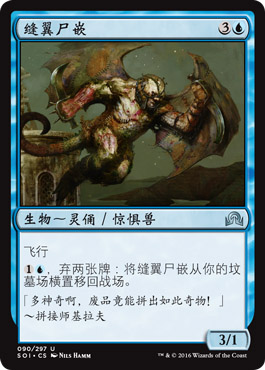 缝翼尸嵌 3
生物～灵俑／惊惧兽
飞行
1，弃两张牌：将缝翼尸嵌从你的坟
墓场横置移回战场。
「多神奇啊，废品竟能拼出如此奇物！」
～拼接师基拉夫
3/1
090/297 U
SOI • CS NILS HAMM
™ & © 2016 Wizards of the Coast